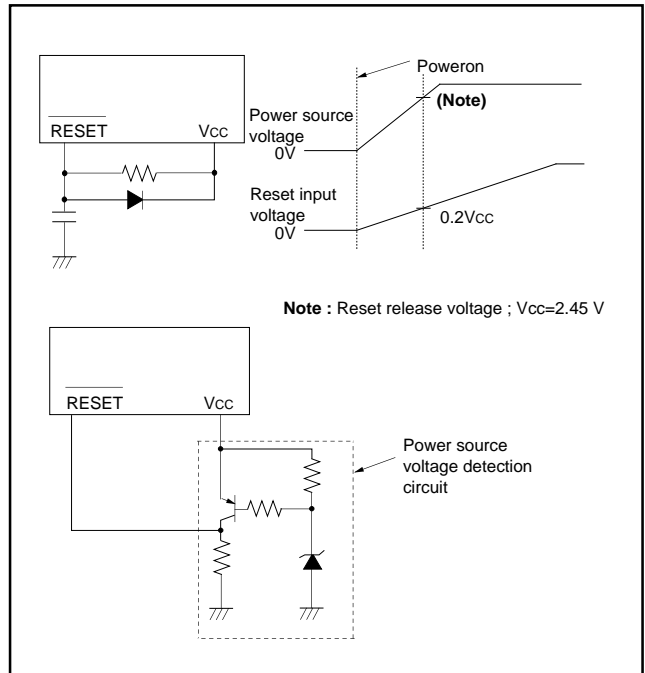 Poweron
(Note)
RESET
Vcc
Power source
voltage
0V
Reset input
voltage
0V
0.2Vcc
Note : Reset release voltage ; Vcc=2.45 V
RESET
Vcc
Power source
voltage detection
circuit